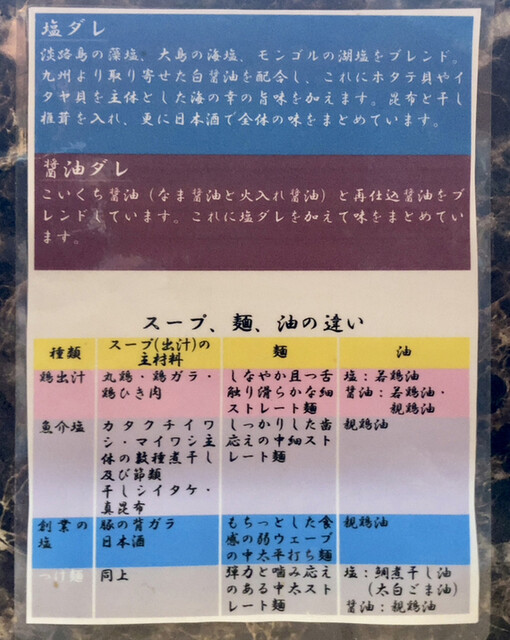 塩ダレ
淡路島の藻塩、大島の海塩、モンゴルの湖塩をブレンド。
九州より取り寄せた白醤油を配合し、これにホタテ貝やイ
タヤ貝を主体とした海の幸の旨味を加えます。昆布と干し
椎茸を入れ、更に日本酒で全体の味をまとめています。
醤油ダレ
こいくち醤油（なま醤油と火入れ醤油）と再仕込醤油をブ
レンドしています。これに塩ダレを加えて味をまとめてい
ます。
スープ、麺、油の違い
種類
スープ(出汁)の
主材料
麺
油
鶏出汁
丸鶏・鶏ガラ・
鶏ひき肉
しなやか且つ舌
触り滑らかな細
ストレート麺
塩：若鶏油
醤油：若鶏油・
親鶏油
魚介塩
カタクチイワ
シ・マイワシ主
体の数種煮干し
及び節類
干しシイタケ・
真昆布
しっかりした歯
応えの中細スト
レート麺
親鶏油
創業の
塩
豚の背ガラ
日本酒
もちっとした食
感の弱ウェーブ
の中太平打ち麺
親鶏油
つけ麺
同上
弾力と噛み応え
のある中太スト
レート麺
塩：鯛煮干し油
（太白ごま油）
醤油：親鶏油